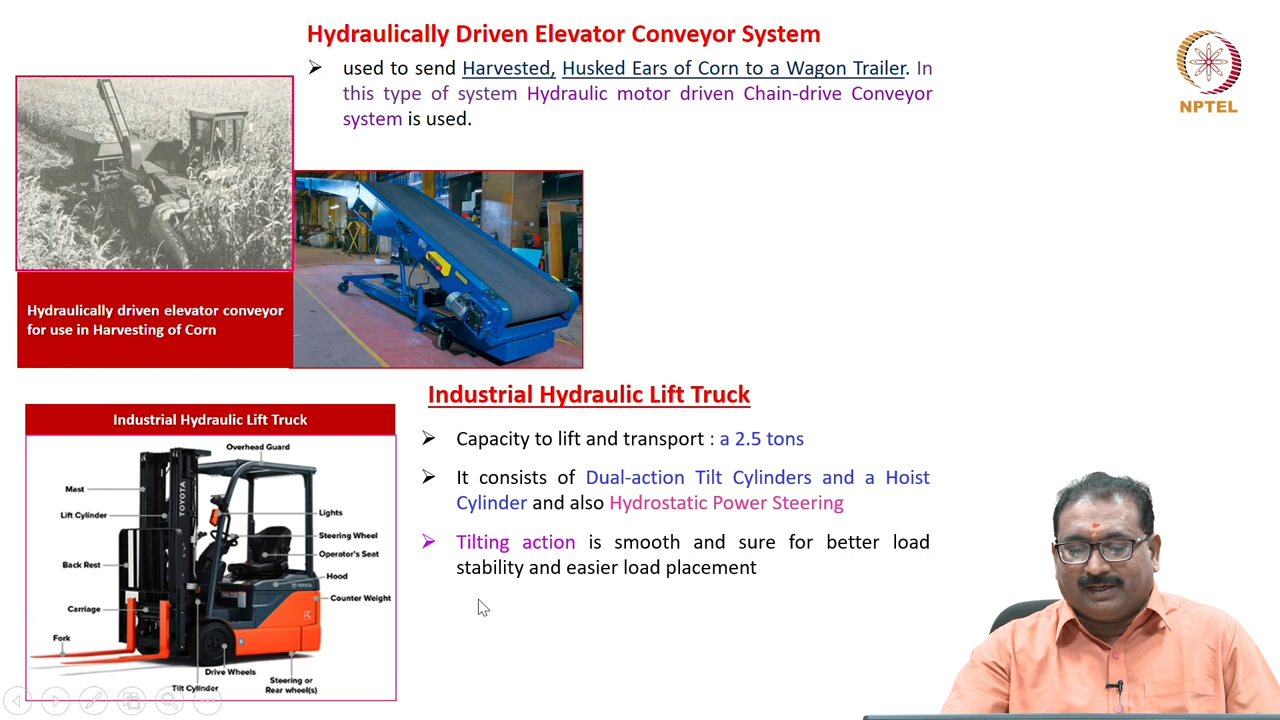 Hydraulically Driven Elevator Conveyor System
➤ used to send Harvested, Husked Ears of Corn to a Wagon Trailer. In
this type of system Hydraulic motor driven Chain-drive Conveyor
system is used.
NPTEL
Hydraulically driven elevator conveyor
for use in Harvesting of Corn
Industrial Hydraulic Lift Truck
➤ Capacity to lift and transport : a 2.5 tons
➤ It consists of Dual-action Tilt Cylinders and a Hoist
Cylinder and also Hydrostatic Power Steering
➤ Tilting action is smooth and sure for better load
stability and easier load placement
Industrial Hydraulic Lift Truck
Overhead Guard
Mast
TOYOTA
Lift Cylinder
Lights
Steering Wheel
Operator's Seat
Back Rest
Hood
TOYOTA
Counter Weight
Carriage
Fork
Drive Wheels
Tilt Cylinder
Steering or
Rear wheel(s)